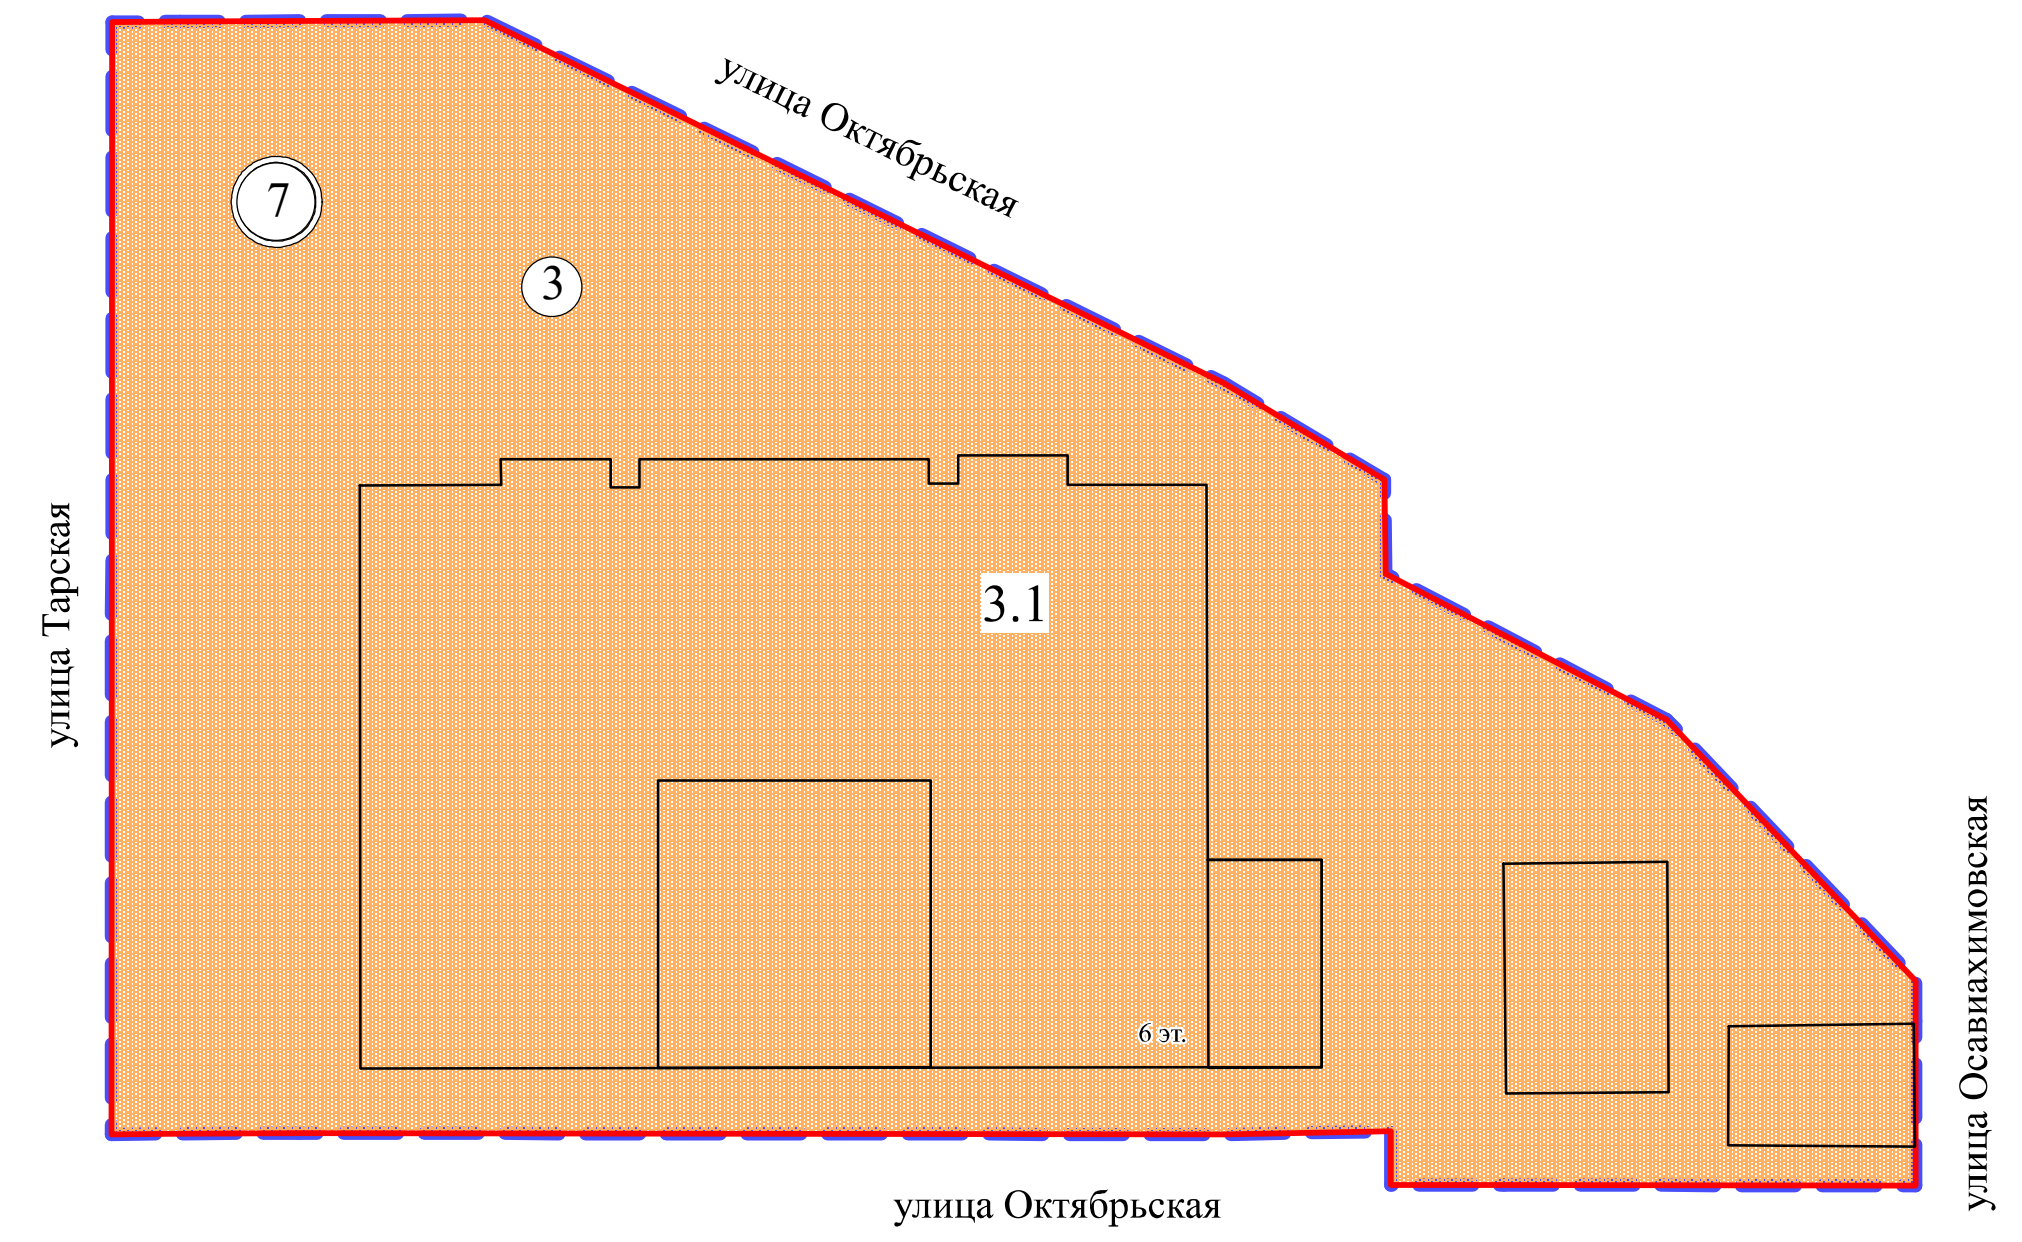 улица Октябрьская
7
3
улица Тарская
3.1
6 эт.
улица Осавиахимовская
улица Октябрьская